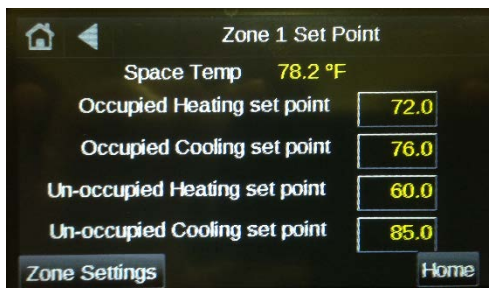 Zone 1 Set Point
Space Temp 78.2 ºF
Occupied Heating set point 72.0
Occupied Cooling set point 76.0
Un-occupied Heating set point 60.0
Un-occupied Cooling set point 85.0
Zone Settings Home